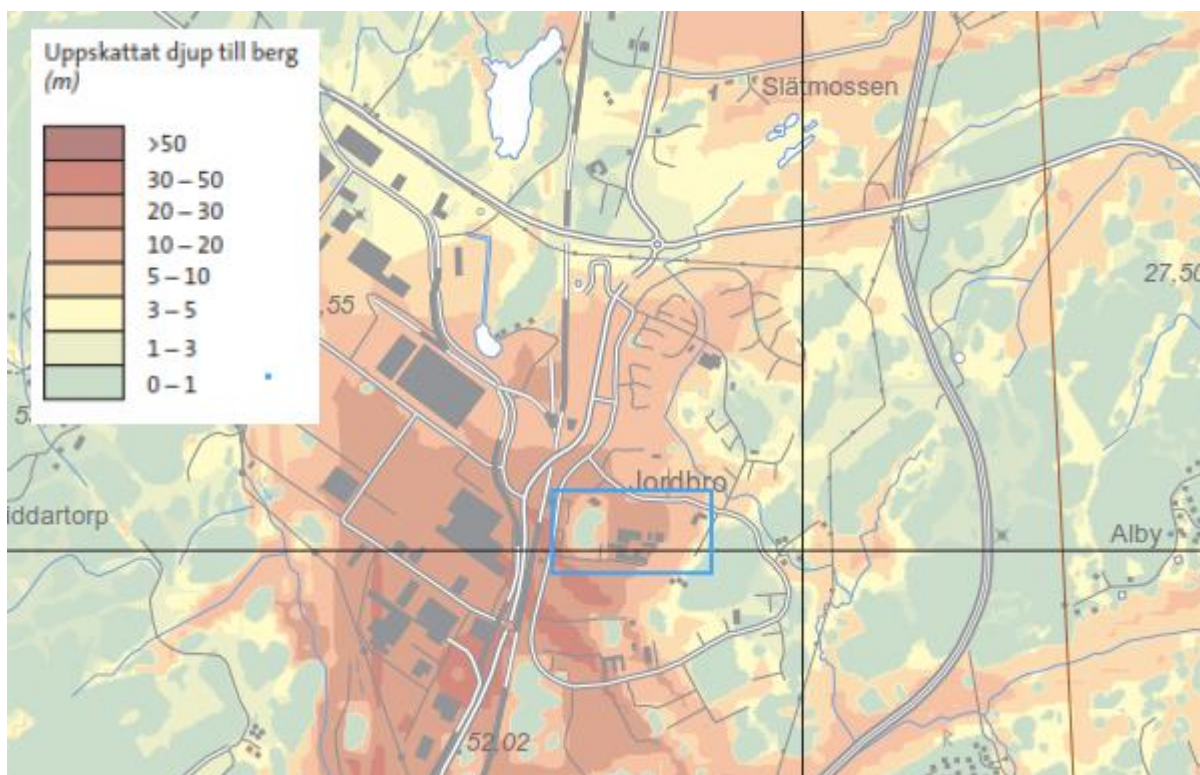 Uppskattat djup till berg
(m)
>50
30 – 50
20 – 30
10 – 20
5 – 10
3 – 5
1 – 3
0 – 1
Slätmossen
27,50
,55
Jordbro
iddartorp
Alby
52.02